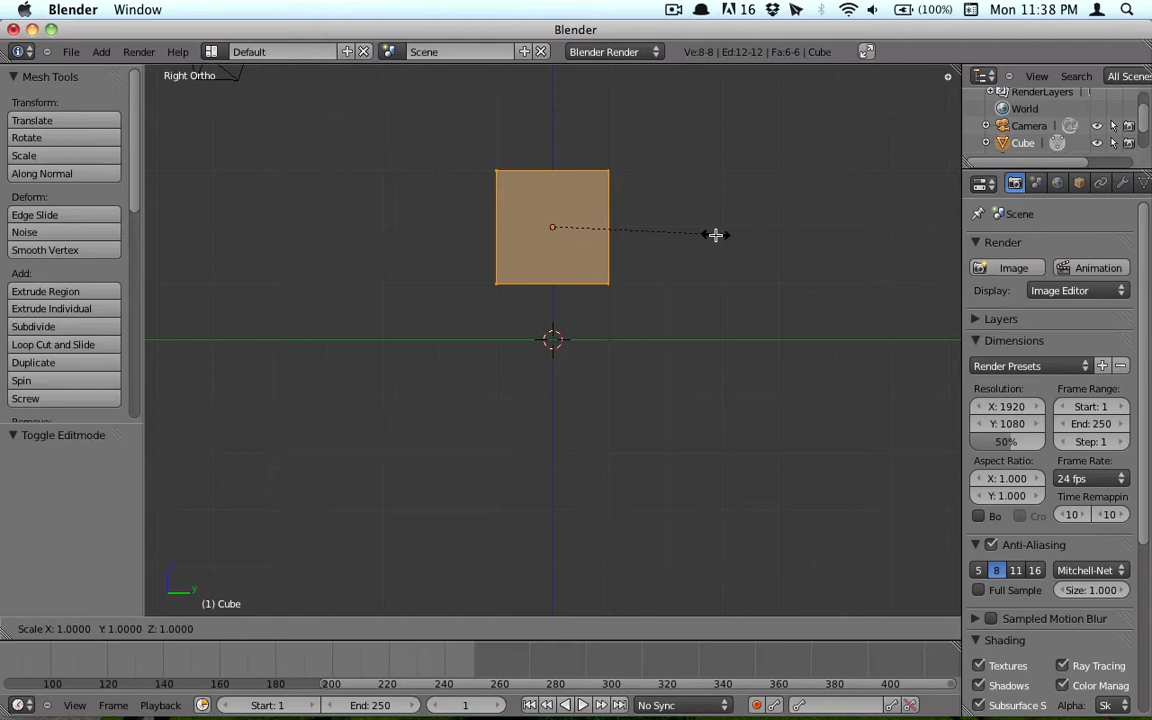 Blender Window 16 (100%) Mon 11:38 PM
Blender
File Add Render Help Default Scene Blender Render Ve:8-8 | Ed:12-12 | Fa:6-6 | Cube
Mesh Tools
Transform:
Translate
Rotate
Scale
Along Normal
Deform:
Edge Slide
Noise
Smooth Vertex
Add:
Extrude Region
Extrude Individual
Subdivide
Loop Cut and Slide
Duplicate
Spin
Screw
Toggle Editmode
Right Ortho
z
y
(1) Cube
Scale X: 1.0000 Y: 1.0000 Z: 1.0000
100 120 140 160 180 200 220 240 260 280 300 320 340 360 380 400
View Frame Playback Start: 1 End: 250 1 No Sync
View Search All Scenes
RenderLayers
World
Camera
Cube
Scene
Render
Image Animation
Display: Image Editor
Layers
Dimensions
Render Presets
Resolution: Frame Range:
X: 1920 Start: 1
Y: 1080 End: 250
50% Step: 1
Aspect Ratio: Frame Rate:
X: 1.000 24 fps
Y: 1.000 Time Remappin
Bo Cro 10 10
Anti-Aliasing
5 8 11 16 Mitchell-Net
Full Sample Size: 1.000
Sampled Motion Blur
Shading
Textures Ray Tracing
Shadows Color Manag
Subsurface S Alpha: Sk